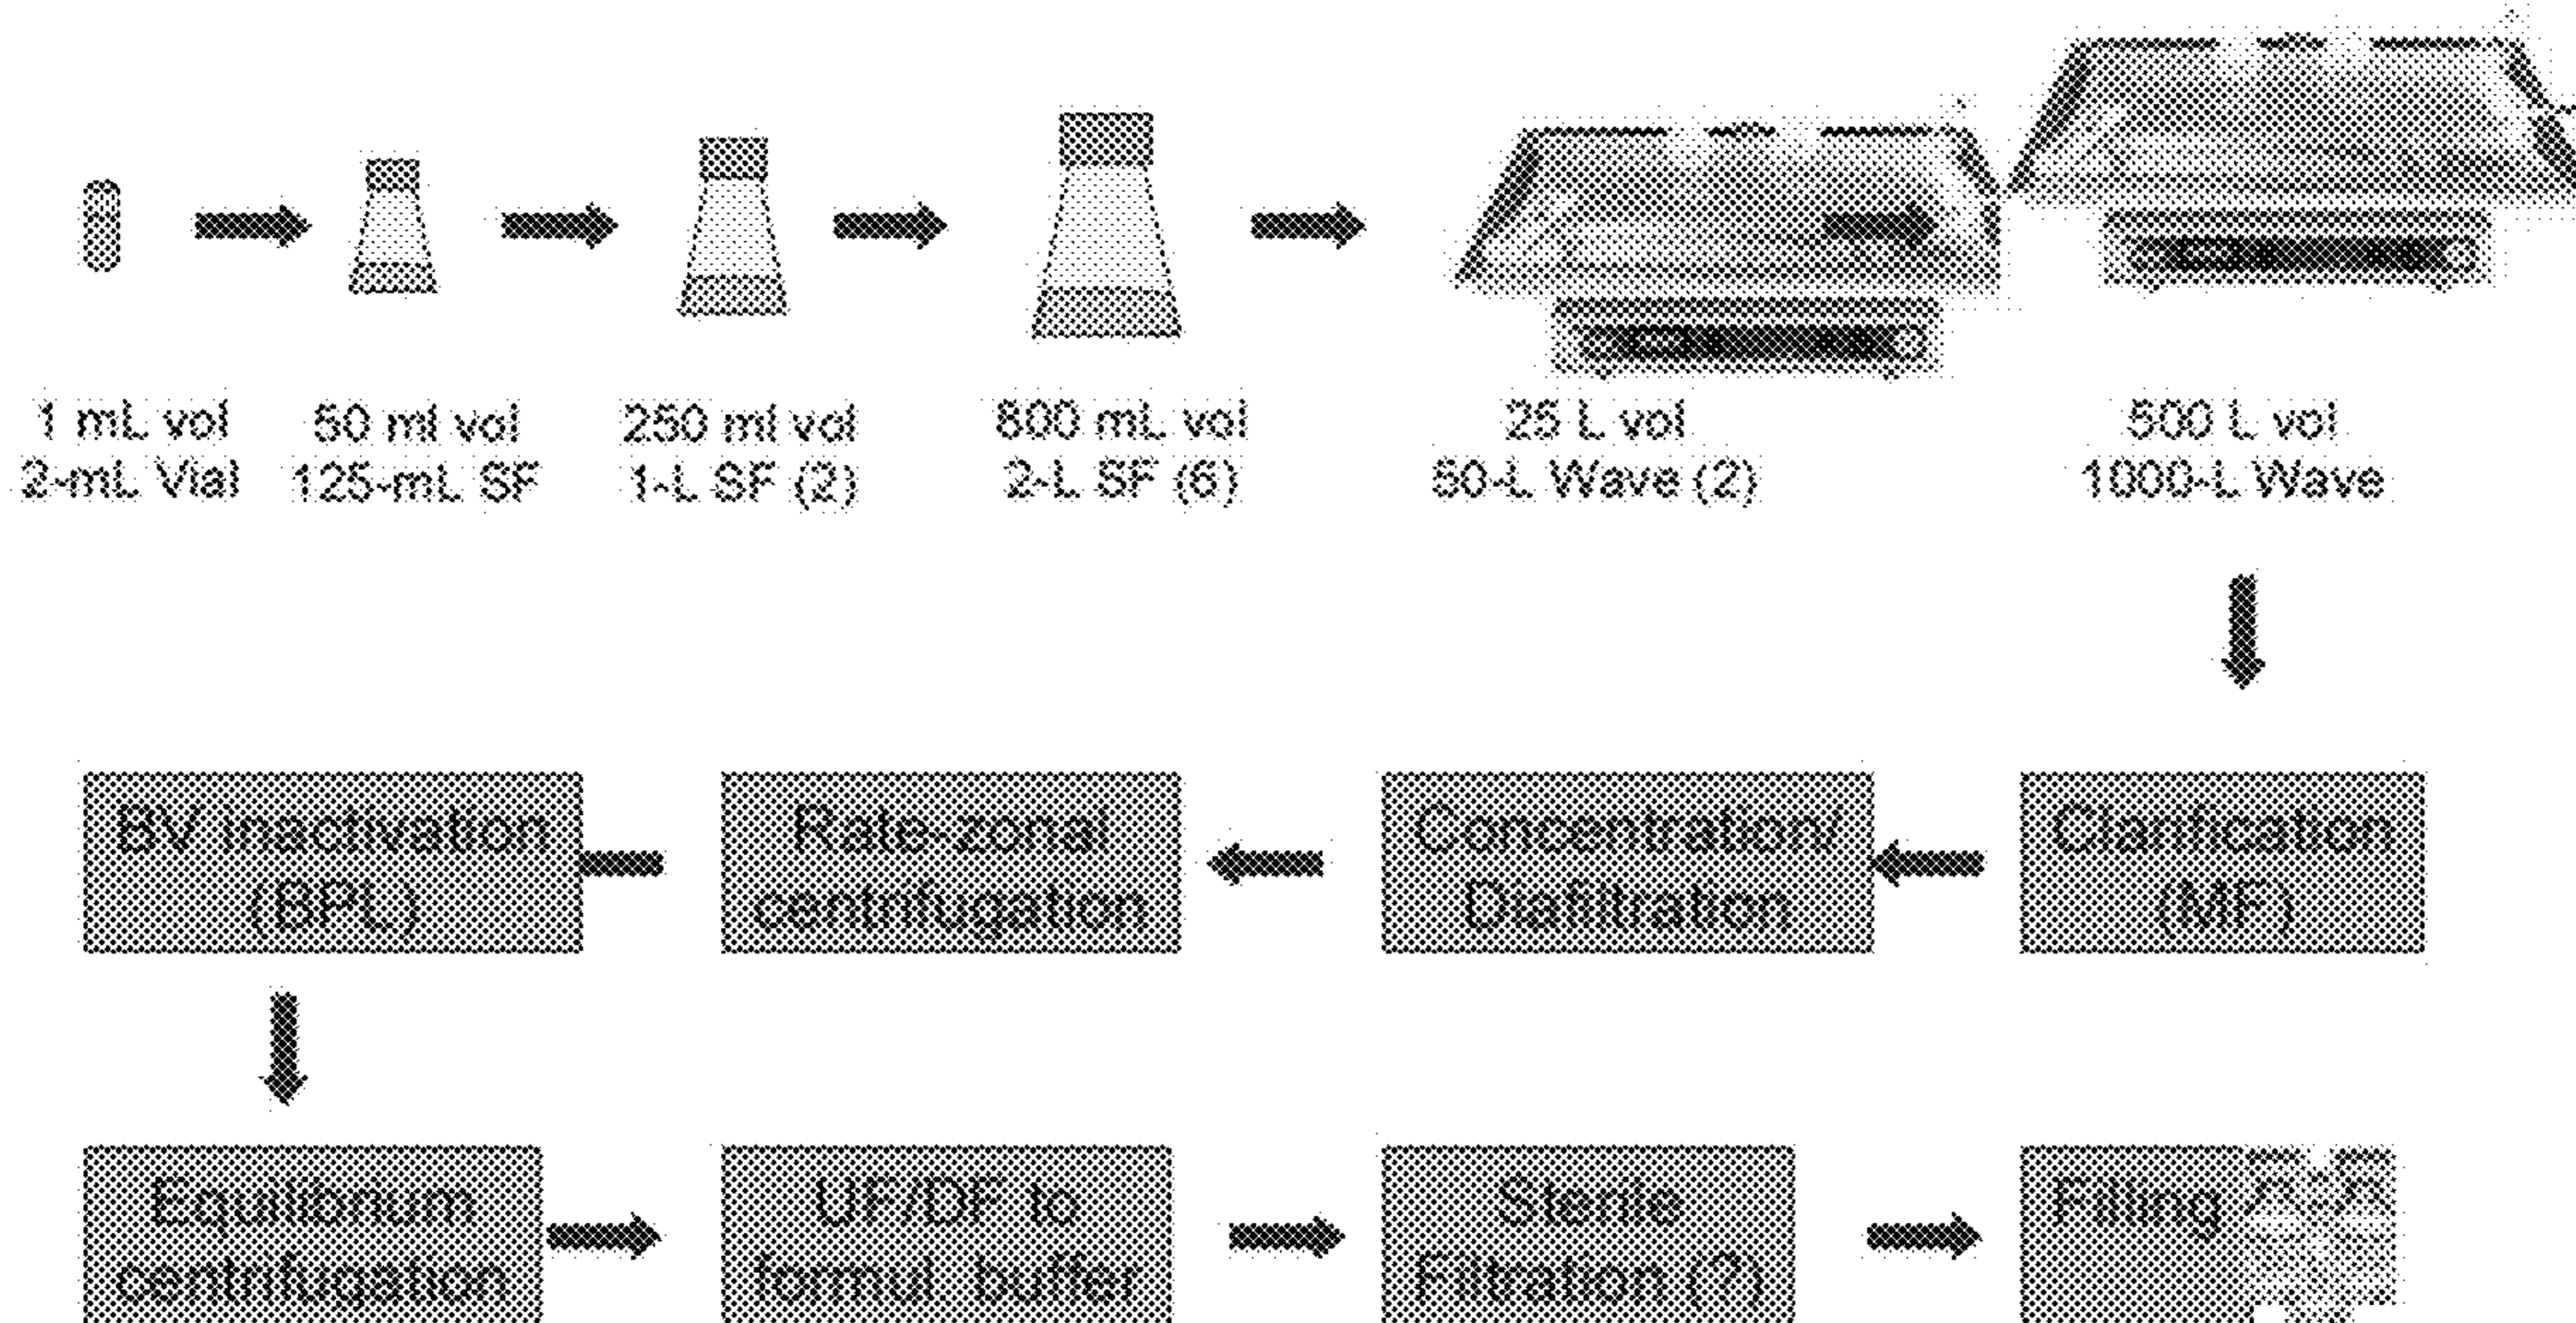 1 mL vol
2-mL Vial
50 ml vol
125-mL SF
250 ml vol
1-L SF (2)
800 mL vol
2-L SF (6)
25 L vol
50-L Wave (2)
500 L vol
1000-L Wave
BV inactivation
(BPL)
Rate-zonal
centrifugation
Concentration/
Diafiltration
Clarification
(MF)
Equilibrium
centrifugation
UF/DF to
formul. buffer
Sterile
Filtration (?)
Filling